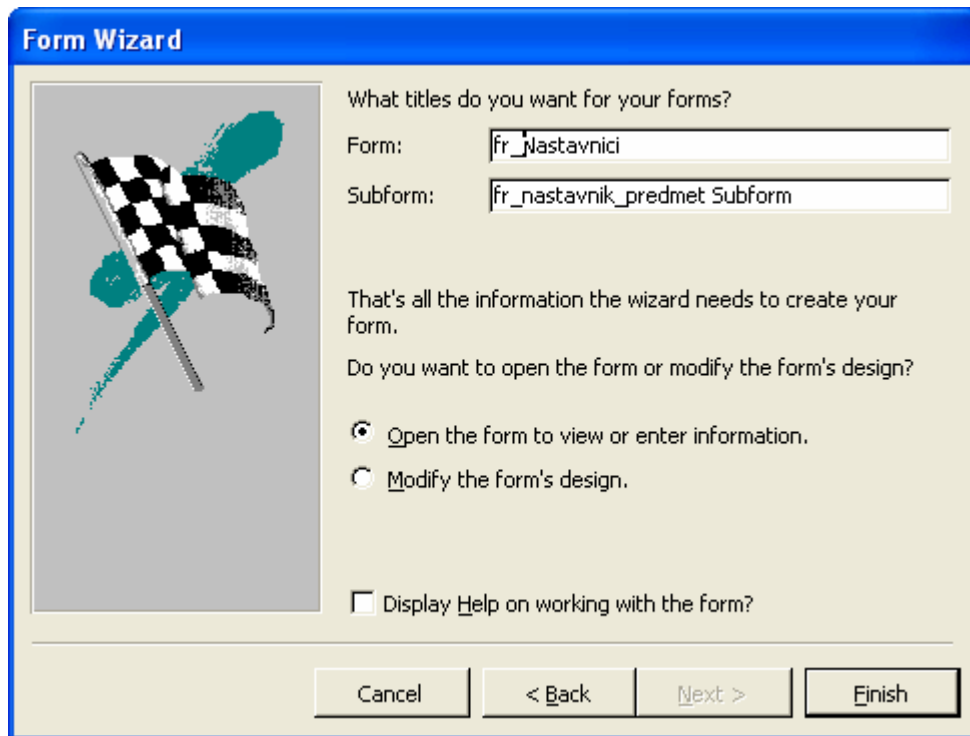 Form Wizard
What titles do you want for your forms?
Form: fr_Nastavnici
Subform: fr_nastavnik_predmet Subform
That's all the information the wizard needs to create your
form.
Do you want to open the form or modify the form's design?
Open the form to view or enter information.
Modify the form's design.
Display Help on working with the form?
Cancel < Back Next > Finish